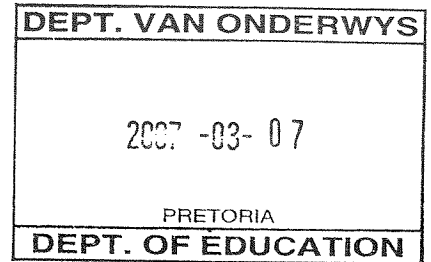 DEPT. VAN ONDERWYS
2007 -03- 07
PRETORIA
DEPT. OF EDUCATION